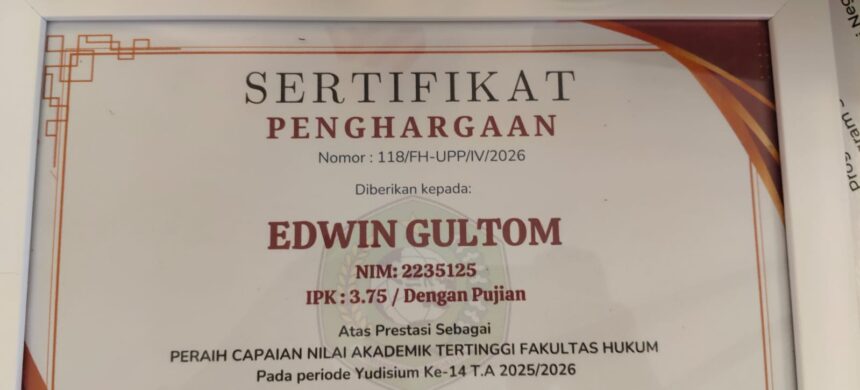 SERTIFIKAT
PENGHARGAAN
Nomor : 118/FH-UPP/IV/2026
Diberikan kepada:
EDWIN GULTOM
NIM: 2235125
IPK : 3.75 / Dengan Pujian
Atas Prestasi Sebagai
PERAIH CAPAIAN NILAI AKADEMIK TERTINGGI FAKULTAS HUKUM
Pada periode Yudisium Ke-14 T.A 2025/2026